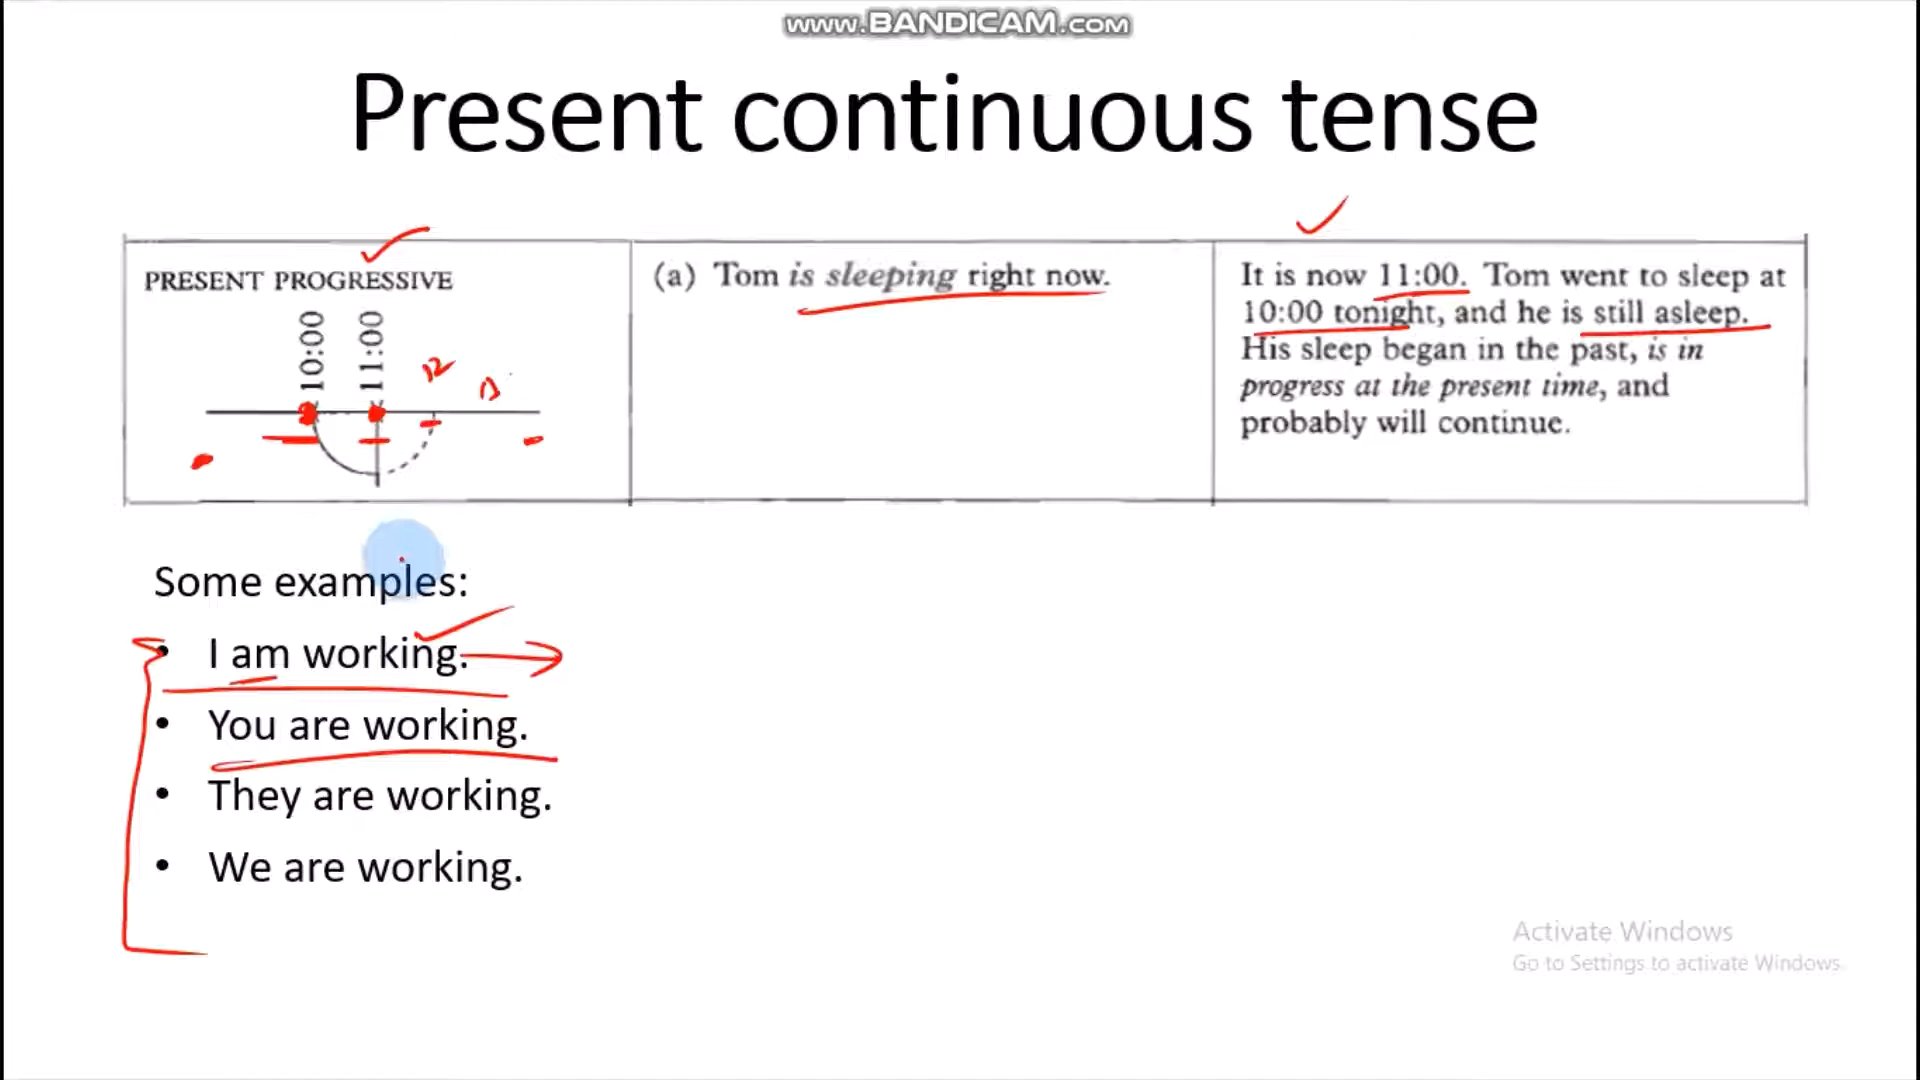 www.BANDICAM.com
Present continuous tense
PRESENT PROGRESSIVE
10:00
11:00
12
(a) Tom is sleeping right now.
It is now 11:00. Tom went to sleep at
10:00 tonight, and he is still asleep.
His sleep began in the past, is in
progress at the present time, and
probably will continue.
Some examples:
• I am working.
• You are working.
• They are working.
• We are working.
Activate Windows
Go to Settings to activate Windows.